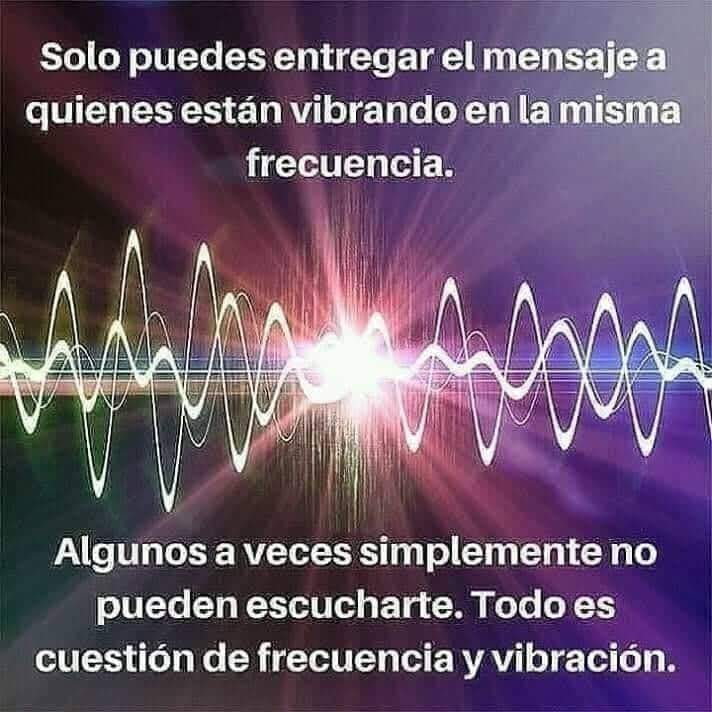 Solo puedes entregar el mensaje a
quienes están vibrando en la misma
frecuencia.
Algunos a veces simplemente no
pueden escucharte. Todo es
cuestión de frecuencia y vibración.